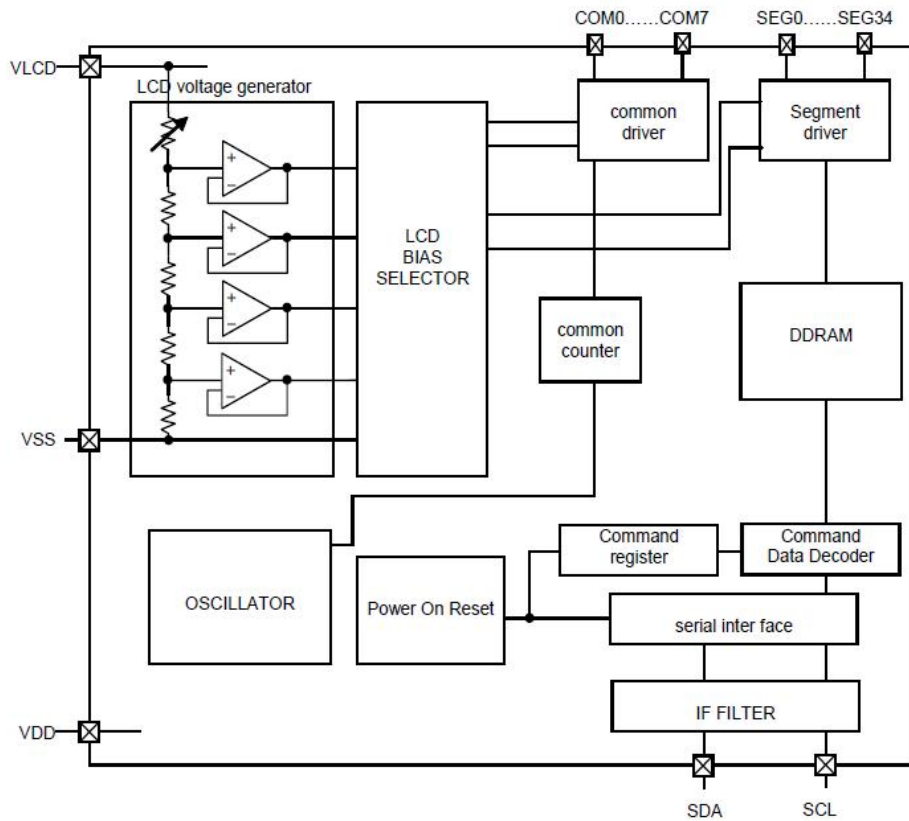 COM0......COM7
SEG0......SEG34
VLCD
LCD voltage generator
common
driver
Segment
driver
LCD
BIAS
SELECTOR
common
counter
DDRAM
VSS
OSCILLATOR
Power On Reset
Command
register
Command
Data Decoder
serial inter face
IF FILTER
VDD
SDA
SCL